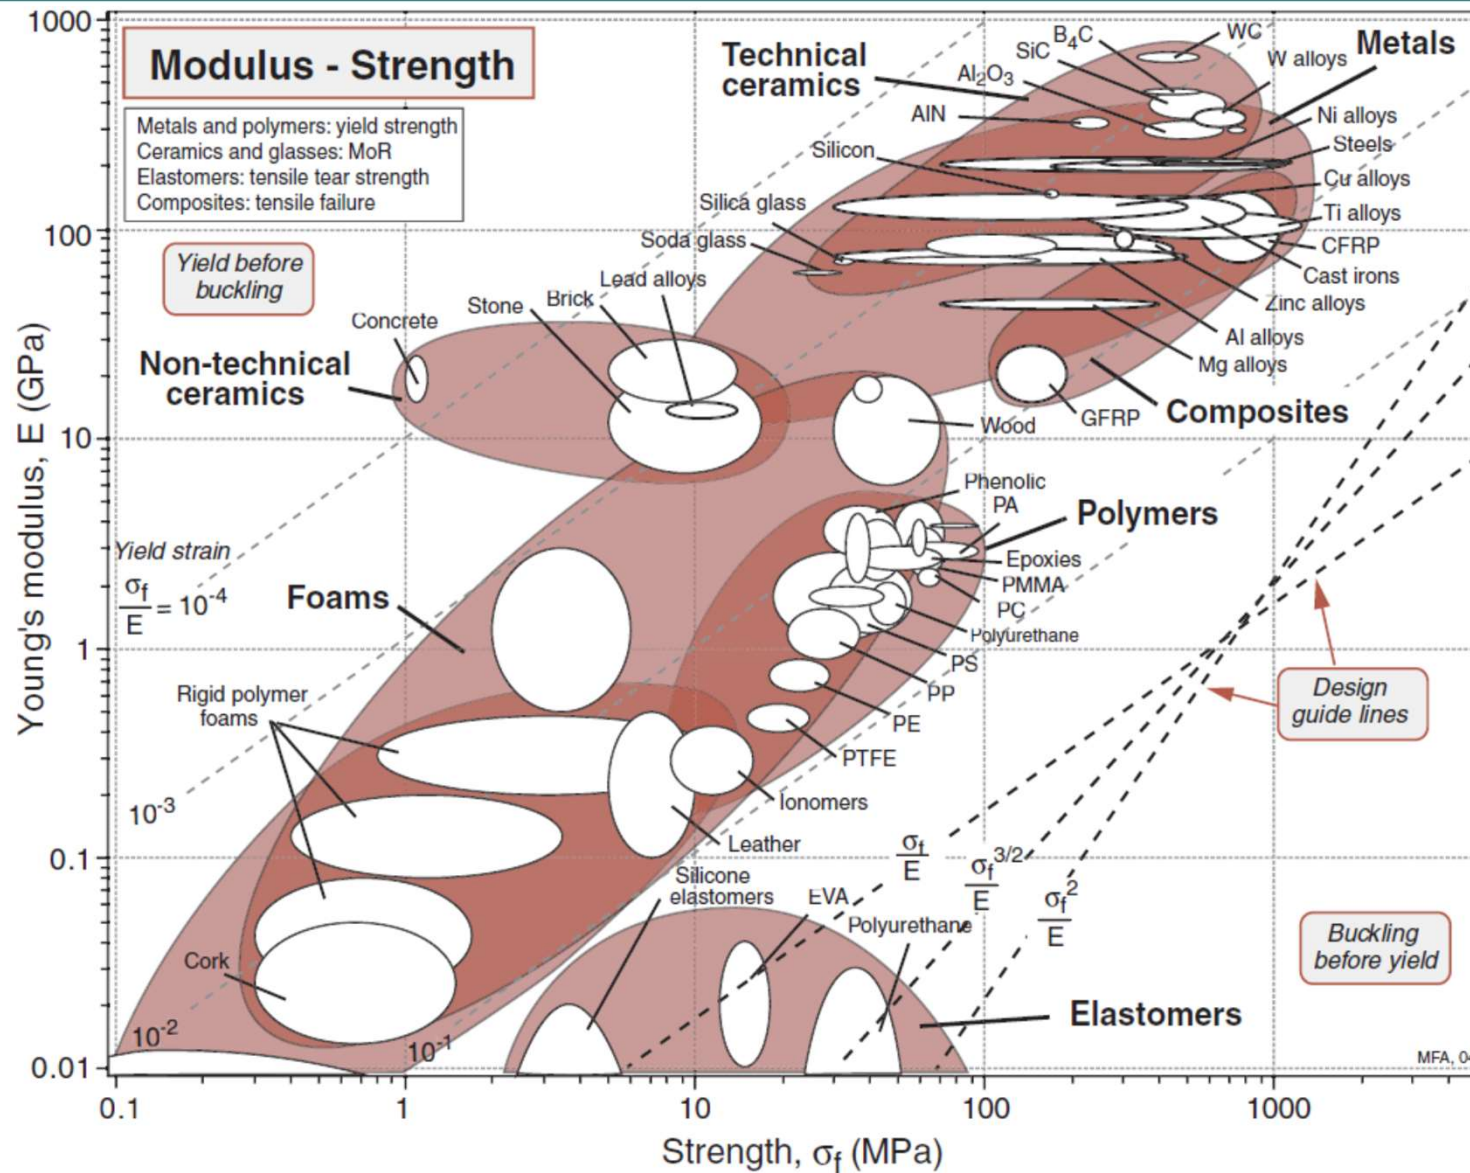 1000
Modulus - Strength
Metals and polymers: yield strength
Ceramics and glasses: MoR
Elastomers: tensile tear strength
Composites: tensile failure
Yield before
buckling
Technical
ceramics
B4C
SiC
Al2O3
AlN
Silicon
Silica glass
Soda glass
WC
Metals
W alloys
Ni alloys
Steels
Cu alloys
Ti alloys
CFRP
Cast irons
Zinc alloys
Al alloys
Mg alloys
100
Lead alloys
Brick
Stone
Concrete
Non-technical
ceramics
GFRP
Composites
Wood
10
Phenolic
PA
Polymers
Epoxies
PMMA
PC
Polyurethane
PS
PP
PE
PTFE
Ionomers
Leather
Yield strain
σf
E
= 10-4
Foams
1
Rigid polymer
foams
Design
guide lines
10-3
0.1
σf
E
σf3/2
E
σf2
E
Silicone
elastomers
EVA
Polyurethane
Cork
Buckling
before yield
Elastomers
10-2
10-1
0.01
MFA, 04
0.1
1
10
100
1000
Young's modulus, E (GPa)
Strength, σf (MPa)